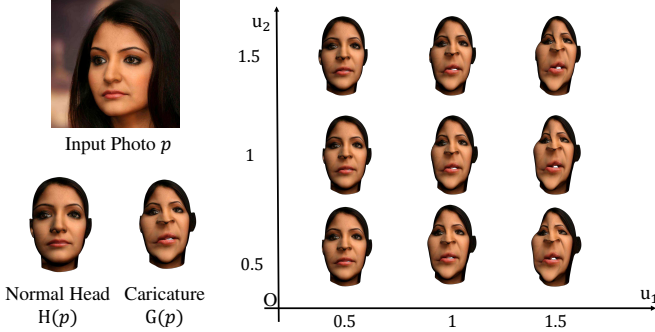 Input Photo p
Normal Head
H(p)
Caricature
G(p)
u₂
1.5
1
0.5
O
0.5
1
1.5
u₁